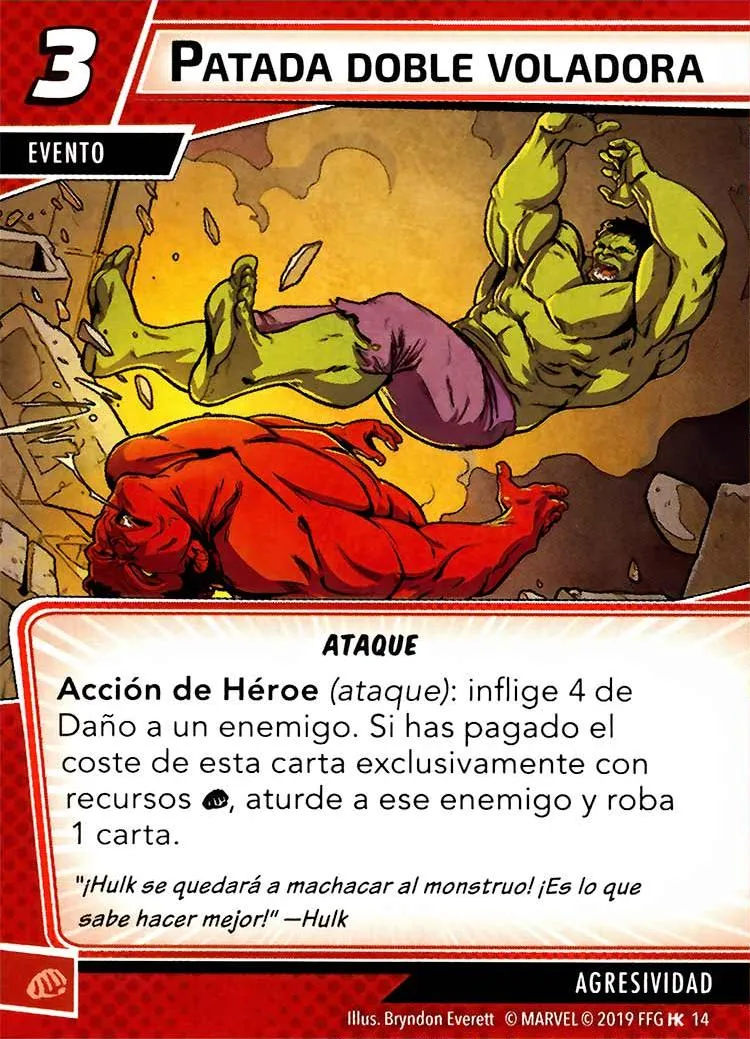 3
PATADA DOBLE VOLADORA
EVENTO
ATAQUE
Acción de Héroe (ataque): inflige 4 de
Daño a un enemigo. Si has pagado el
coste de esta carta exclusivamente con
recursos , aturde a ese enemigo y roba
1 carta.
"¡Hulk se quedará a machacar al monstruo! ¡Es lo que
sabe hacer mejor!" —Hulk
AGRESIVIDAD
Illus. Bryndon Everett © MARVEL © 2019 FFG HK 14